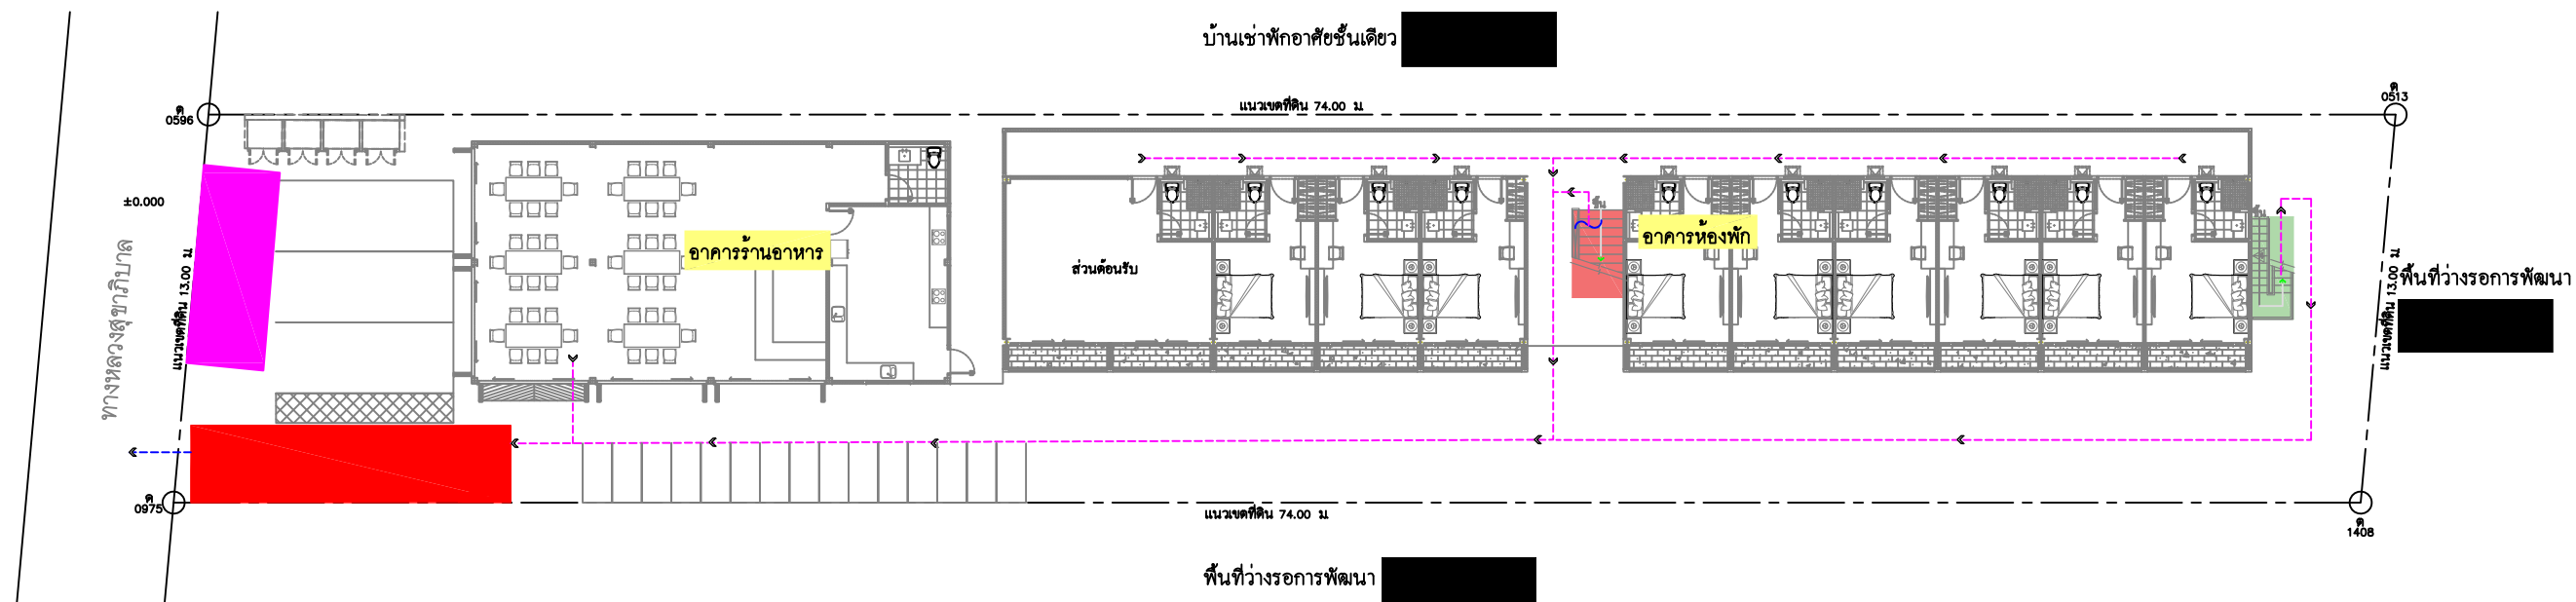 บ้านเช่าพักอาศัยชั้นเดียว
ด
0513
ด
0596
แนวเขตที่ดิน 74.00 ม.
±0.000
ขึ้น
ทางหลวงสุขาภิบาล
แนวเขตที่ดิน 13.00 ม.
อาคารร้านอาหาร
ส่วนต้อนรับ
อาคารห้องพัก
ขึ้น
แนวเขตที่ดิน 13.00 ม.
พื้นที่ว่างรอการพัฒนา
ด
0975
แนวเขตที่ดิน 74.00 ม.
ด
1408
พื้นที่ว่างรอการพัฒนา